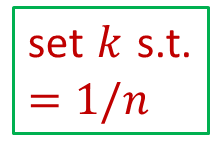 set k s.t.
= 1/n